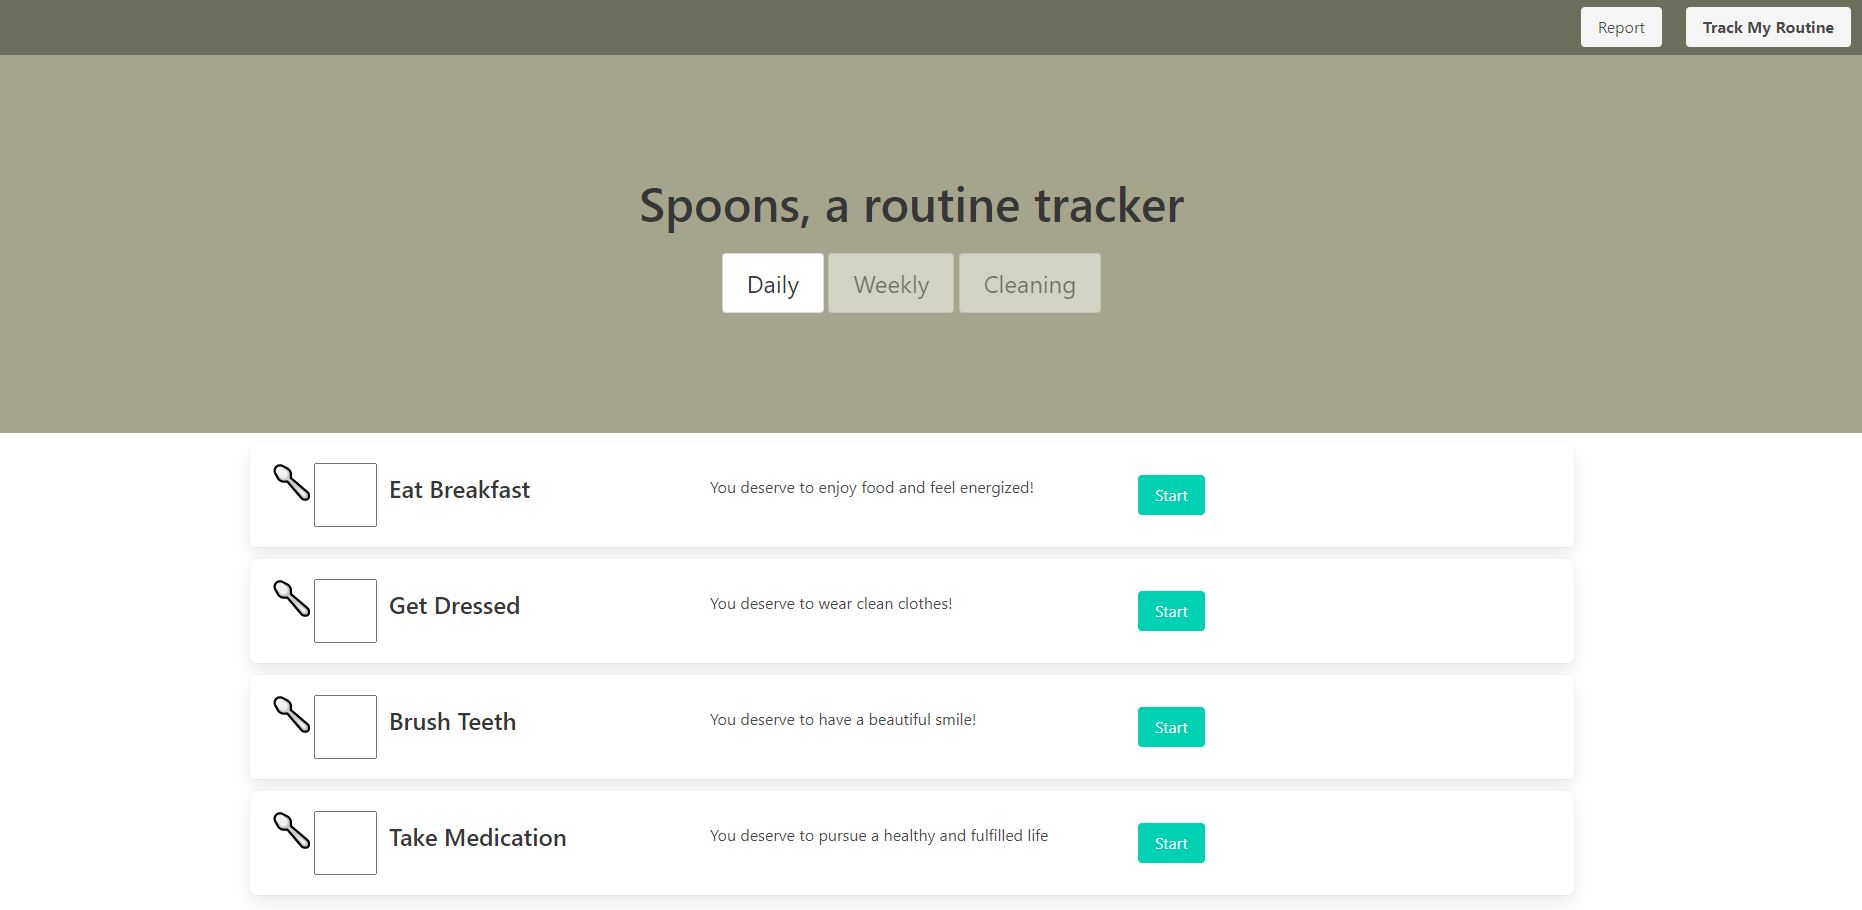 Report
Track My Routine
Spoons, a routine tracker
Daily
Weekly
Cleaning
Eat Breakfast
You deserve to enjoy food and feel energized!
Start
Get Dressed
You deserve to wear clean clothes!
Start
Brush Teeth
You deserve to have a beautiful smile!
Start
Take Medication
You deserve to pursue a healthy and fulfilled life
Start